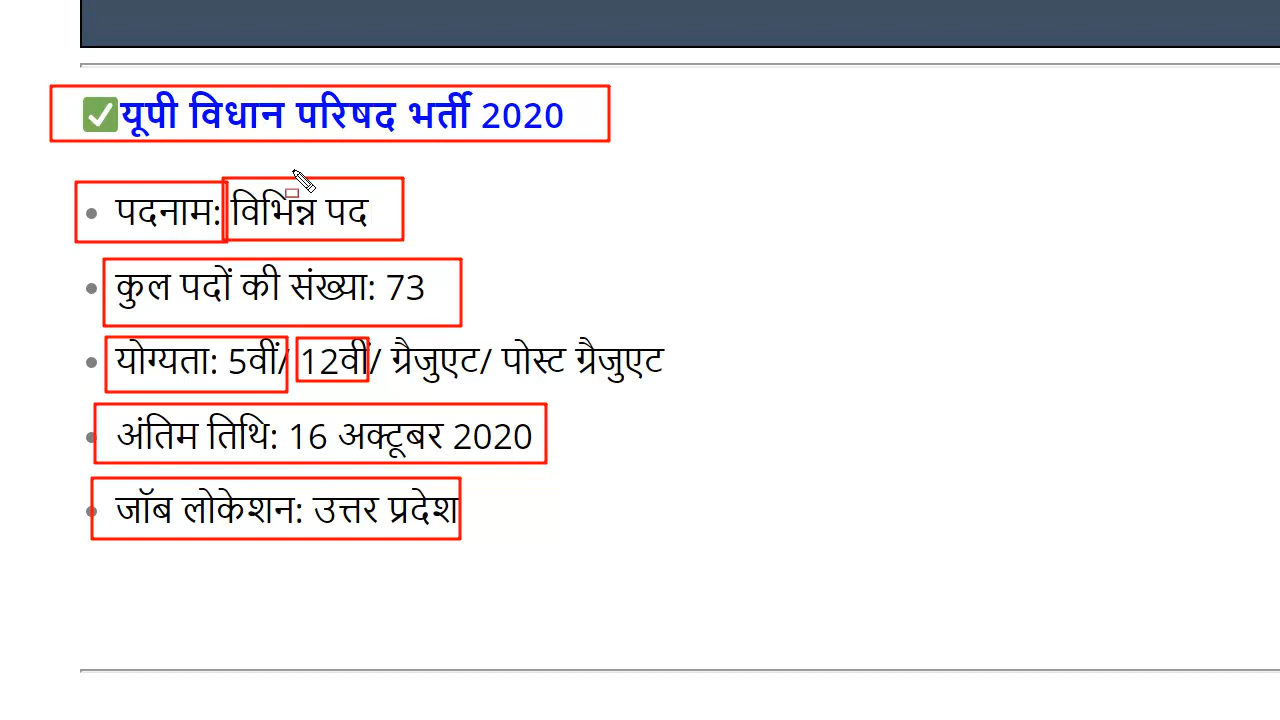 ✅यूपी विधान परिषद भर्ती 2020
• पदनाम: विभिन्न पद
• कुल पदों की संख्या: 73
• योग्यता: 5वीं/ 12वीं/ ग्रैजुएट/ पोस्ट ग्रैजुएट
• अंतिम तिथि: 16 अक्टूबर 2020
• जॉब लोकेशन: उत्तर प्रदेश